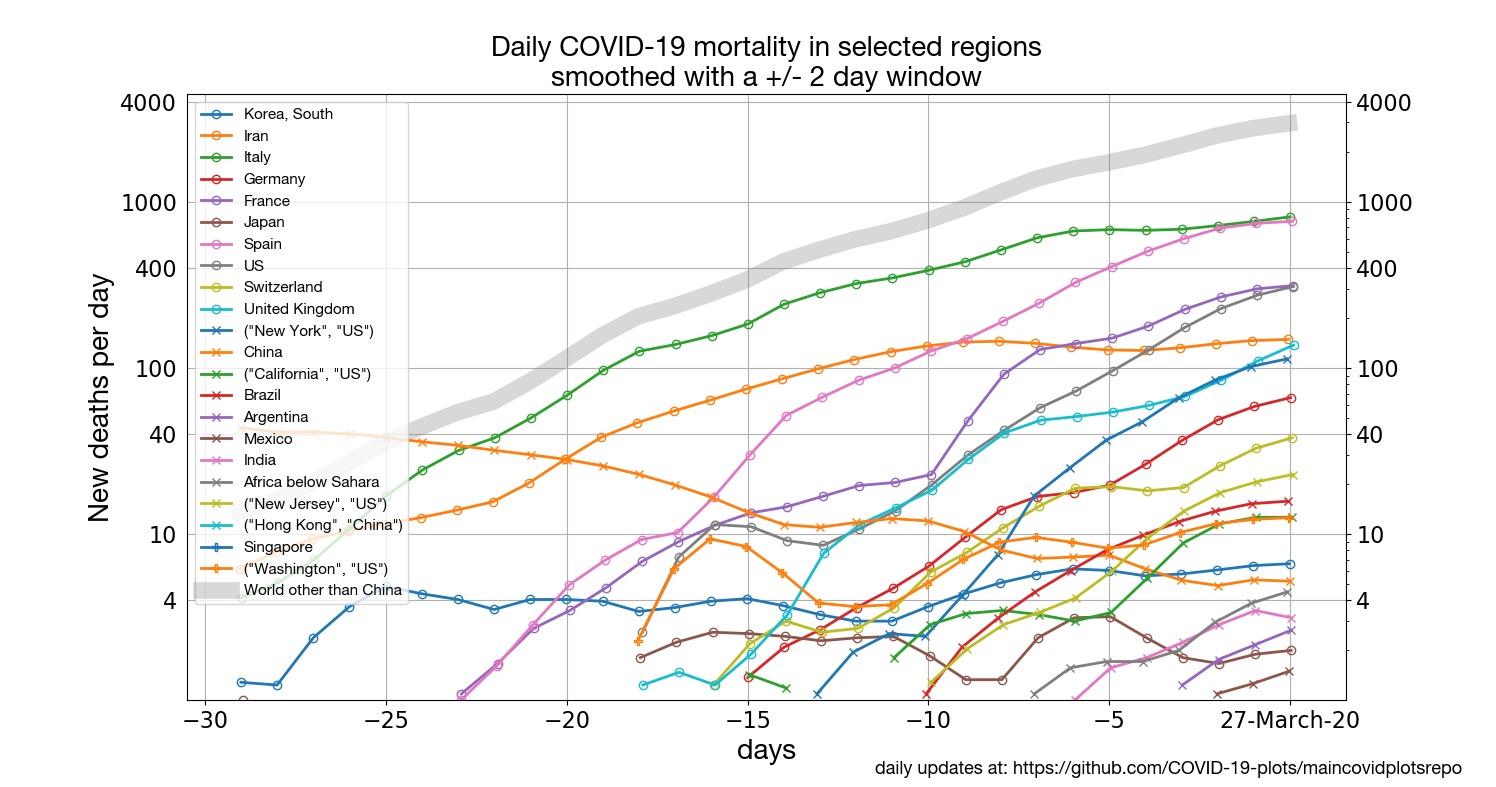 Daily COVID-19 mortality in selected regions
smoothed with a +/- 2 day window
New deaths per day
4000
1000
400
100
40
10
4
4000
1000
400
100
40
10
4
Korea, South
Iran
Italy
Germany
France
Japan
Spain
US
Switzerland
United Kingdom
("New York", "US")
China
("California", "US")
Brazil
Argentina
Mexico
India
Africa below Sahara
("New Jersey", "US")
("Hong Kong", "China")
Singapore
("Washington", "US")
World other than China
−30 −25 −20 −15 −10 −5 27-March-20
days
daily updates at: https://github.com/COVID-19-plots/maincovidplotsrepo